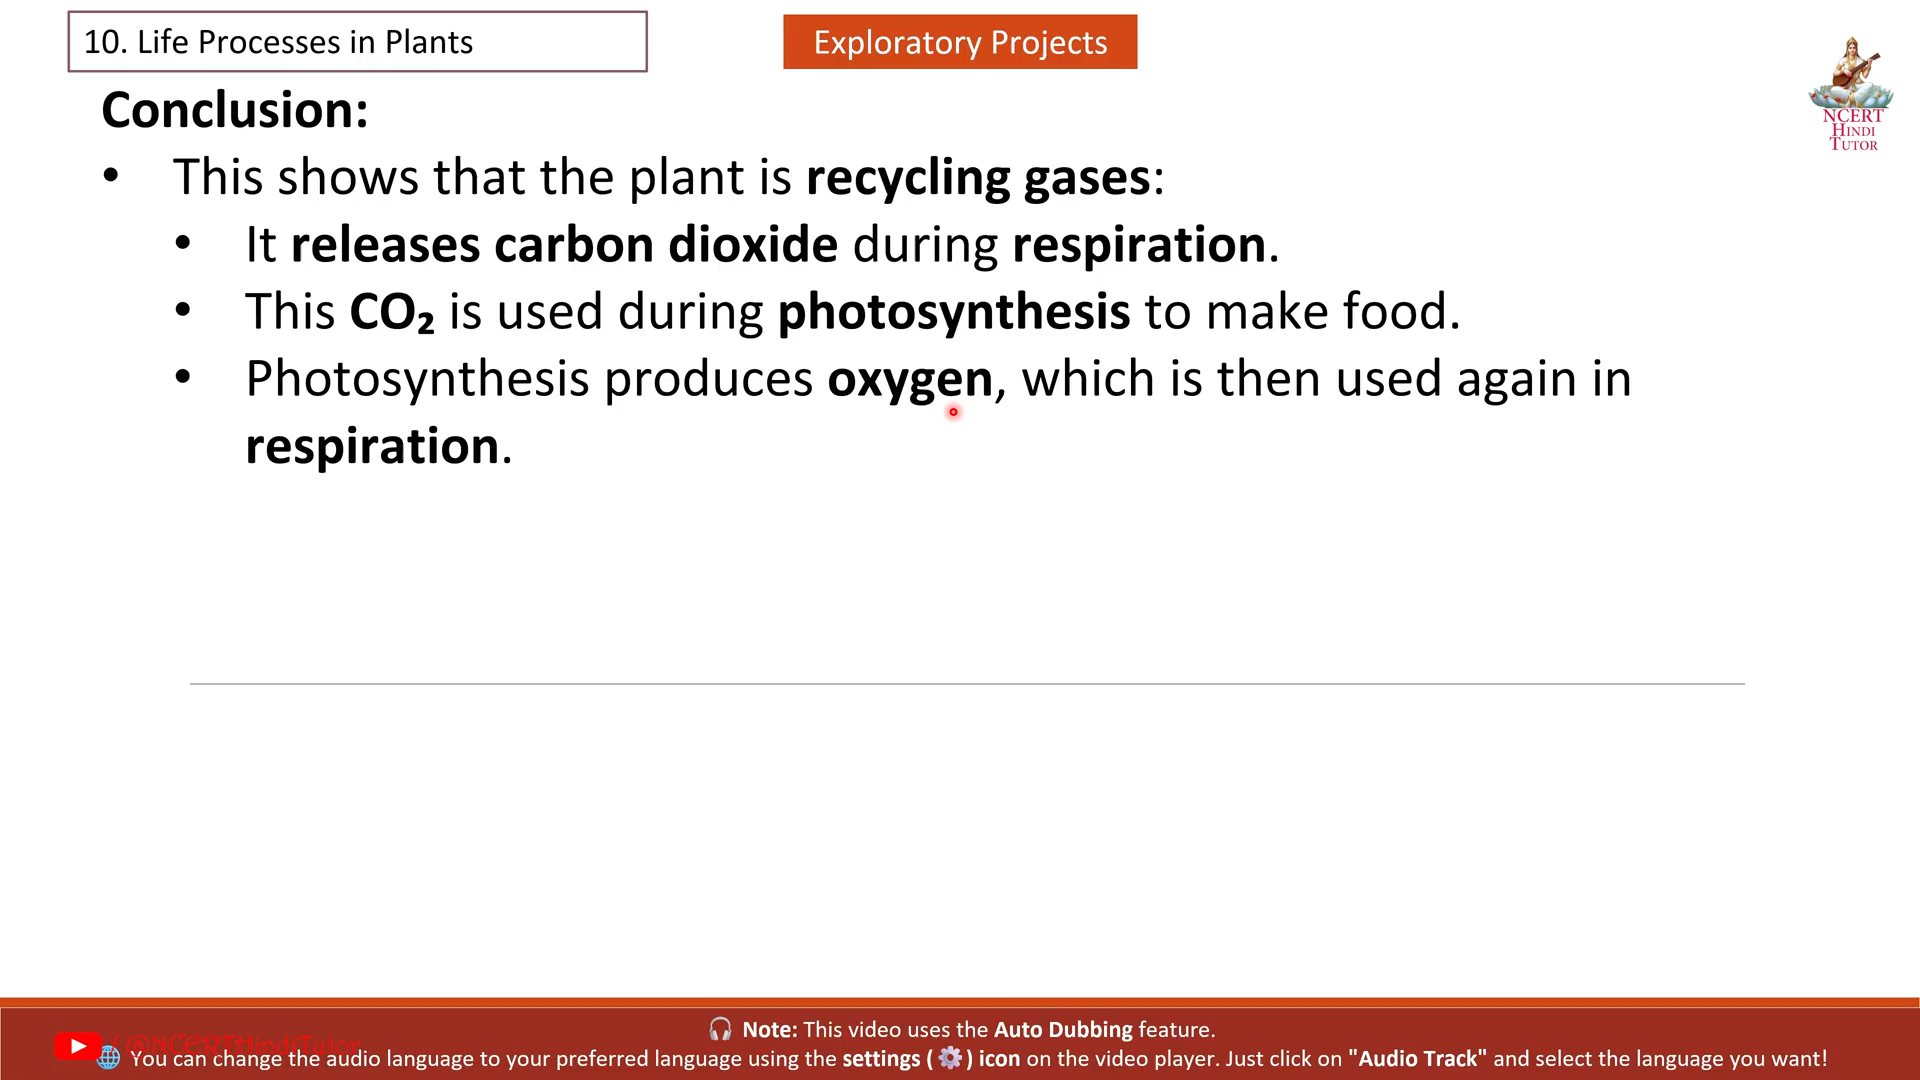 10. Life Processes in Plants
Exploratory Projects
NCERT
HINDI
TUTOR
Conclusion:
• This shows that the plant is recycling gases:
• It releases carbon dioxide during respiration.
• This CO₂ is used during photosynthesis to make food.
• Photosynthesis produces oxygen, which is then used again in
respiration.
🎧 Note: This video uses the Auto Dubbing feature.
/@NCERTHindiTutor
🌐 You can change the audio language to your preferred language using the settings (⚙️) icon on the video player. Just click on "Audio Track" and select the language you want!